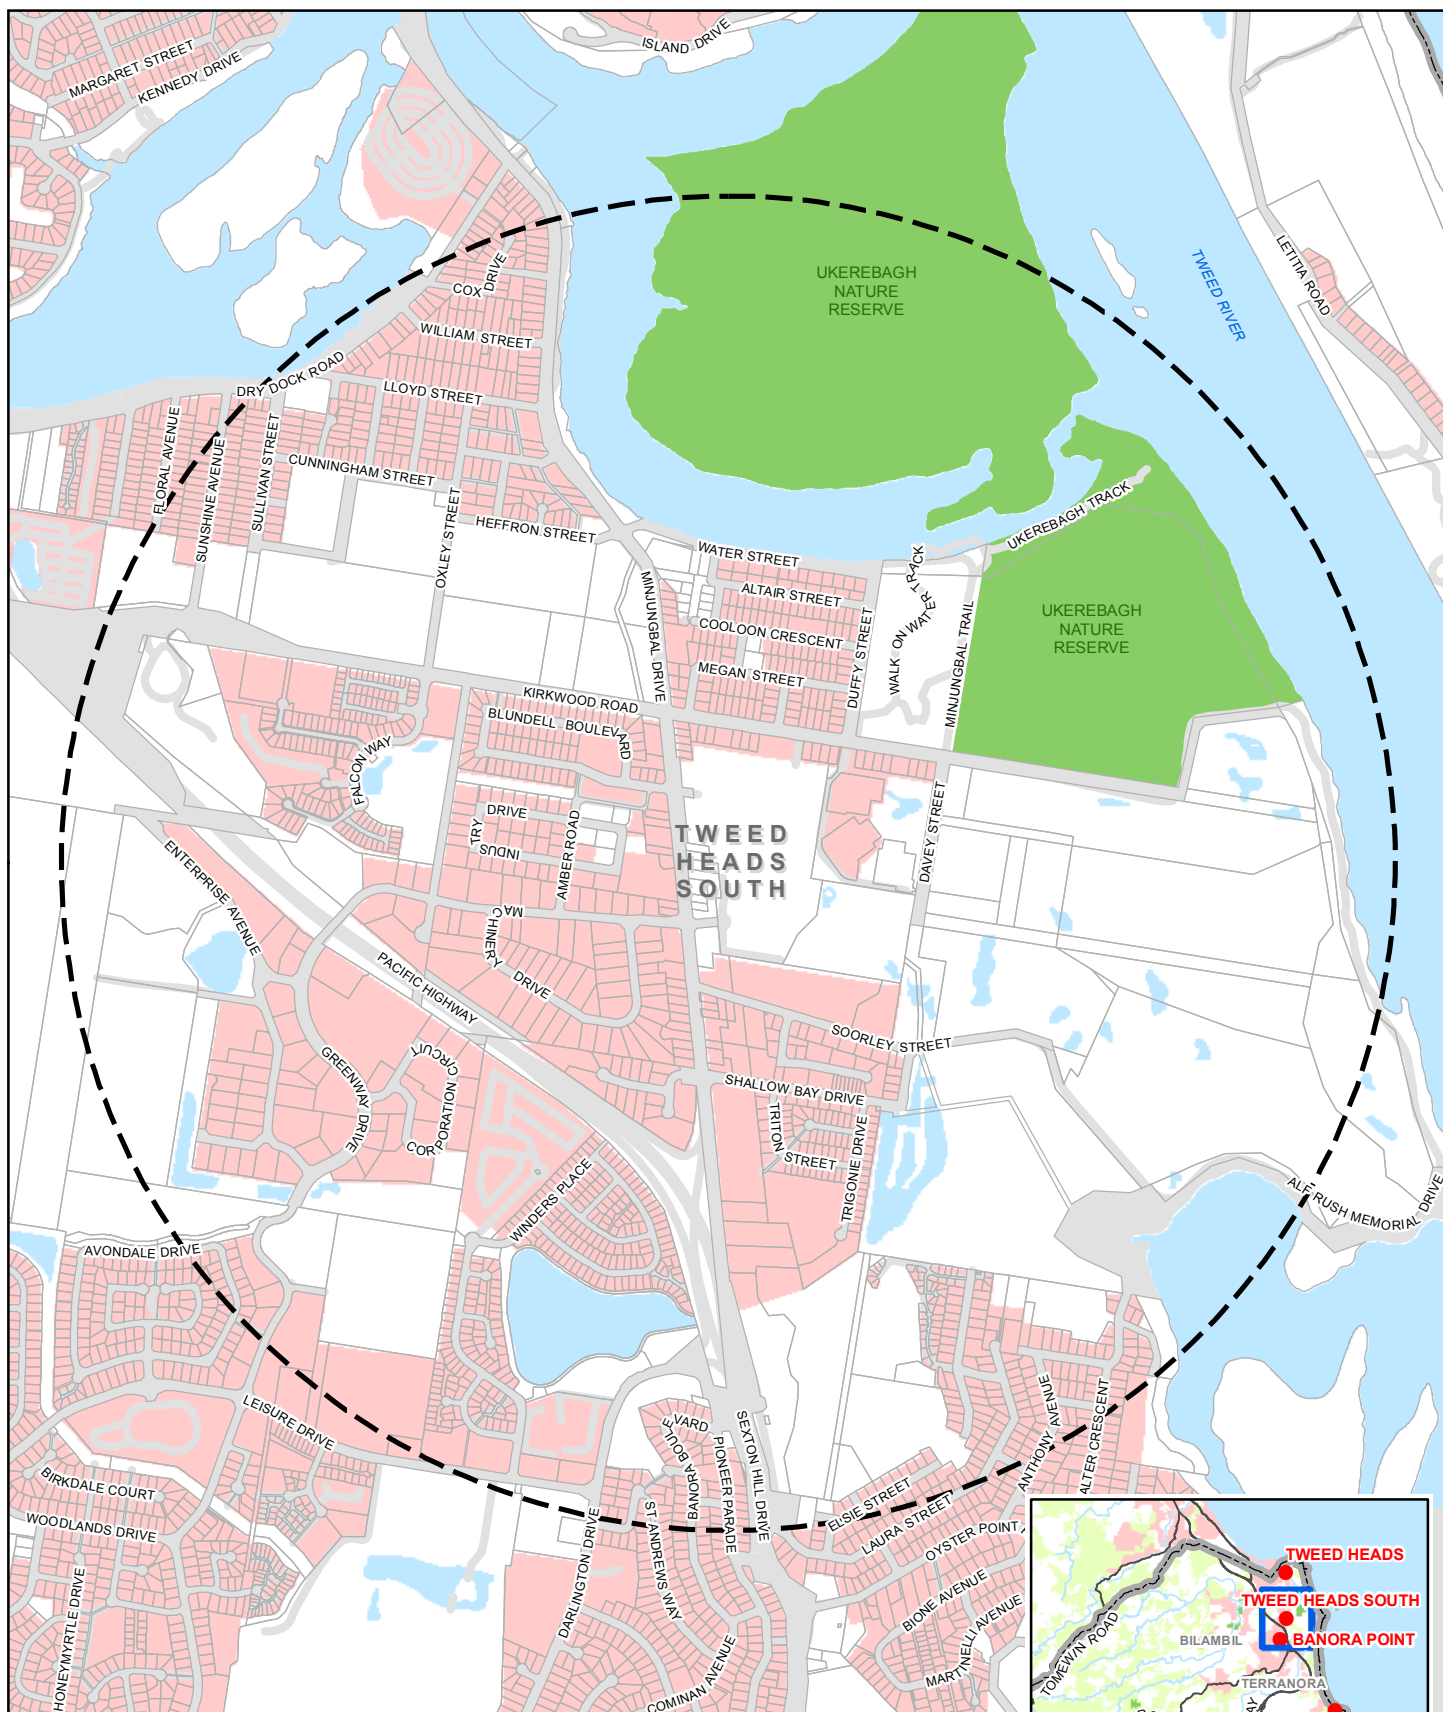 ISLAND DRIVE
MARGARET STREET
KENNEDY DRIVE
UKEREBAGH
NATURE
RESERVE
TWEED RIVER
LETITIA ROAD
COX DRIVE
WILLIAM STREET
DRY DOCK ROAD
LLOYD STREET
FLORAL AVENUE
SUNSHINE AVENUE
SULLIVAN STREET
CUNNINGHAM STREET
OXLEY STREET
HEFFRON STREET
UKEREBAGH TRACK
WATER STREET
MINJUNGBAL DRIVE
ALTAIR STREET
COOLOON CRESCENT
MEGAN STREET
DUFFY STREET
WALK ON WATER TRACK
MINJUNGBAL TRAIL
UKEREBAGH
NATURE
RESERVE
KIRKWOOD ROAD
BLUNDELL BOULEVARD
FALCON WAY
INDUSTRY DRIVE
AMBER ROAD
TWEED
HEADS
SOUTH
DAVEY STREET
ENTERPRISE AVENUE
MACHINERY DRIVE
PACIFIC HIGHWAY
SOORLEY STREET
GREENWAY DRIVE
CORPORATION CIRCUIT
SHALLOW BAY DRIVE
TRITON STREET
TRIGONIE DRIVE
WINDERS PLACE
ALF RUSH MEMORIAL DRIVE
AVONDALE DRIVE
LEISURE DRIVE
BIRKDALE COURT
WOODLANDS DRIVE
HONEYMYRTLE DRIVE
DARLINGTON DRIVE
ST ANDREWS WAY
BANORA BOULEVARD
PIONEER PARADE
SEXTON HILL DRIVE
ELSIE STREET
LAURA STREET
ANTHONY AVENUE
ALTER CRESCENT
OYSTER POINT
BIONE AVENUE
MARTINELLI AVENUE
COMINAN AVENUE
TWEED HEADS
TWEED HEADS SOUTH
BANORA POINT
BILAMBIL
TERRANORA
TOMEWIN ROAD